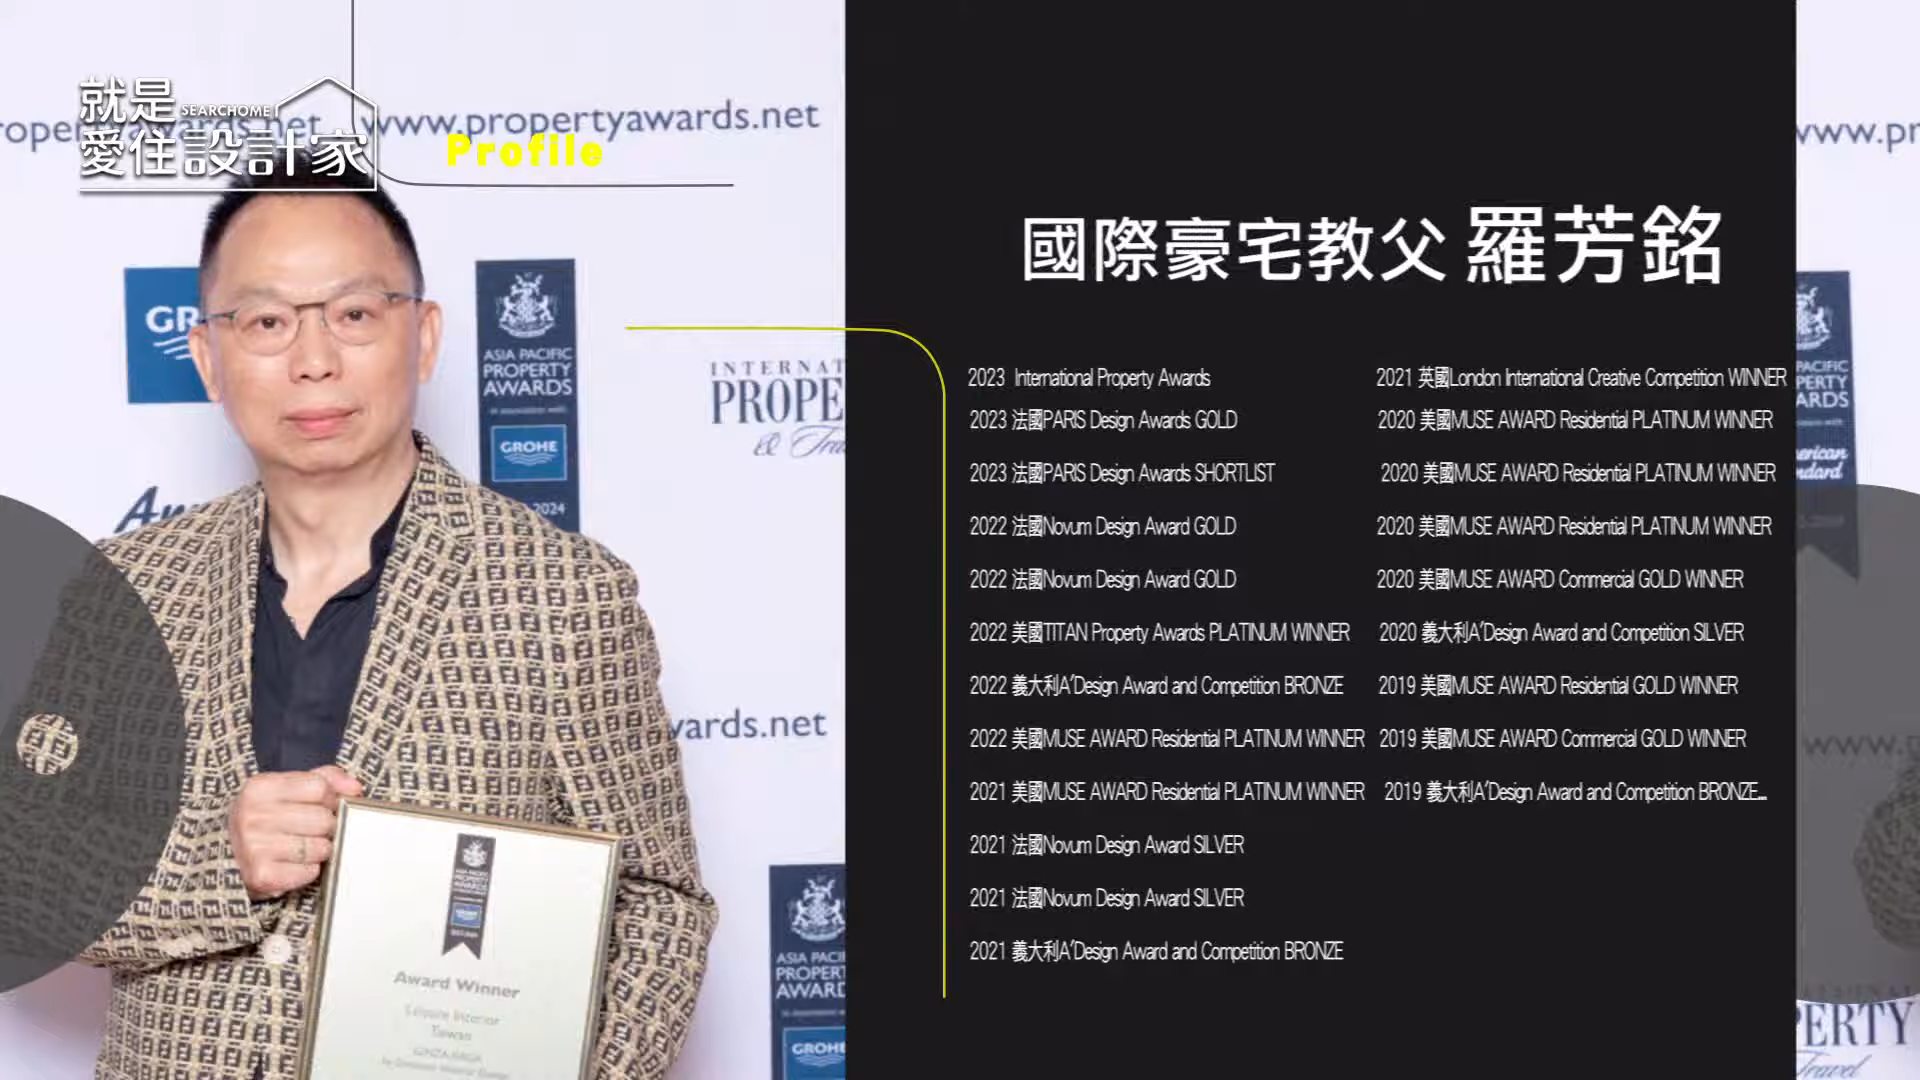 就是
SEARCHOME
愛住設計家
www.propertyawards.net
Profile
國際豪宅教父 羅芳銘
ASIA PACIFIC
PROPERTY
AWARDS
GROHE
2024
INTERNAT
PROPE
&
2023 International Property Awards
2023 法國PARIS Design Awards GOLD
2023 法國PARIS Design Awards SHORTLIST
2022 法國Novum Design Award GOLD
2022 法國Novum Design Award GOLD
2022 美國TITAN Property Awards PLATINUM WINNER
2022 義大利A'Design Award and Competition BRONZE
2022 美國MUSE AWARD Residential PLATINUM WINNER
2021 美國MUSE AWARD Residential PLATINUM WINNER
2021 法國Novum Design Award SILVER
2021 法國Novum Design Award SILVER
2021 義大利A'Design Award and Competition BRONZE
2021 英國London International Creative Competition WINNER
2020 美國MUSE AWARD Residential PLATINUM WINNER
2020 美國MUSE AWARD Residential PLATINUM WINNER
2020 美國MUSE AWARD Residential PLATINUM WINNER
2020 美國MUSE AWARD Commercial GOLD WINNER
2020 義大利A'Design Award and Competition SILVER
2019 美國MUSE AWARD Residential GOLD WINNER
2019 美國MUSE AWARD Commercial GOLD WINNER
2019 義大利A'Design Award and Competition BRONZE...
wards.net
Award Winner
Leisure Interior
Taiwan
ASIA PACIF
PROPERT
AWARD
GROHE
PERTY